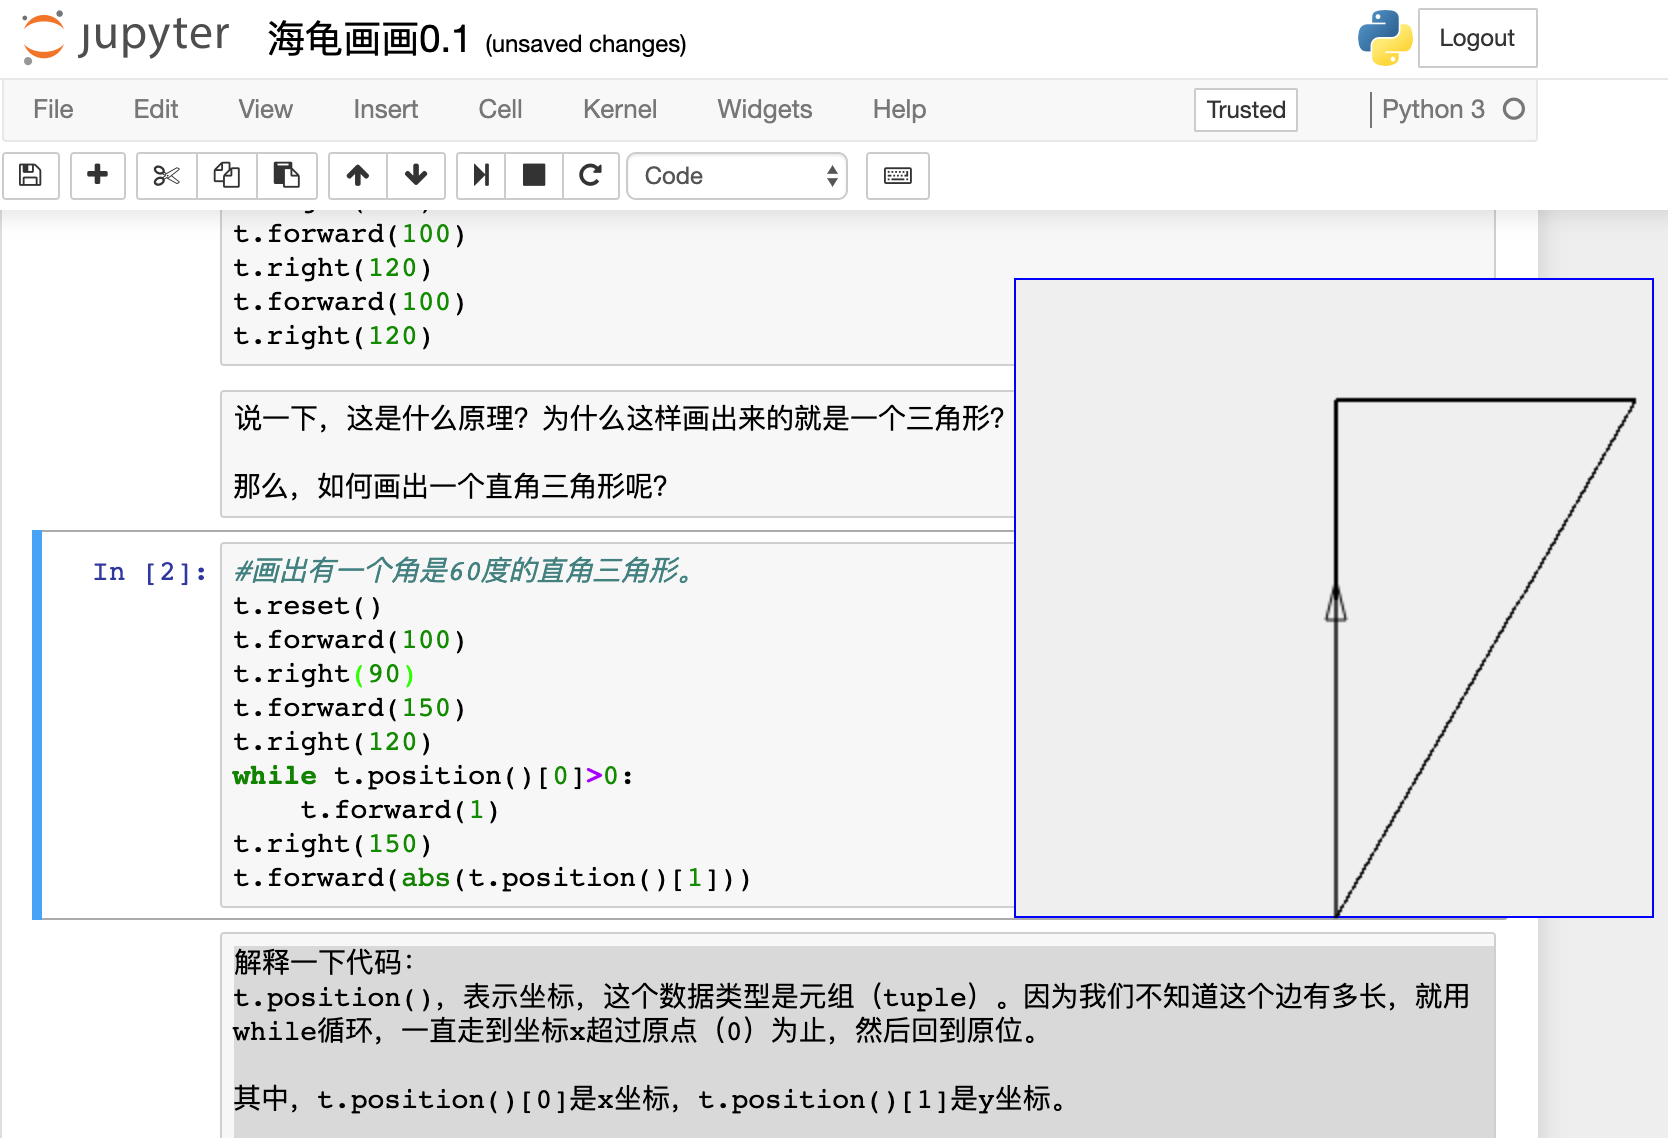 jupyter 海龟画画0.1 (unsaved changes) Logout
File Edit View Insert Cell Kernel Widgets Help Trusted Python 3
Code
t.forward(100)
t.right(120)
t.forward(100)
t.right(120)
说一下，这是什么原理？为什么这样画出来的就是一个三角形？
那么，如何画出一个直角三角形呢？
In [2]:
#画出有一个角是60度的直角三角形。
t.reset()
t.forward(100)
t.right(90)
t.forward(150)
t.right(120)
while t.position()[0]>0:
    t.forward(1)
t.right(150)
t.forward(abs(t.position()[1]))
解释一下代码：
t.position()，表示坐标，这个数据类型是元组（tuple）。因为我们不知道这个边有多长，就用
while循环，一直走到坐标x超过原点（0）为止，然后回到原位。
其中，t.position()[0]是x坐标，t.position()[1]是y坐标。